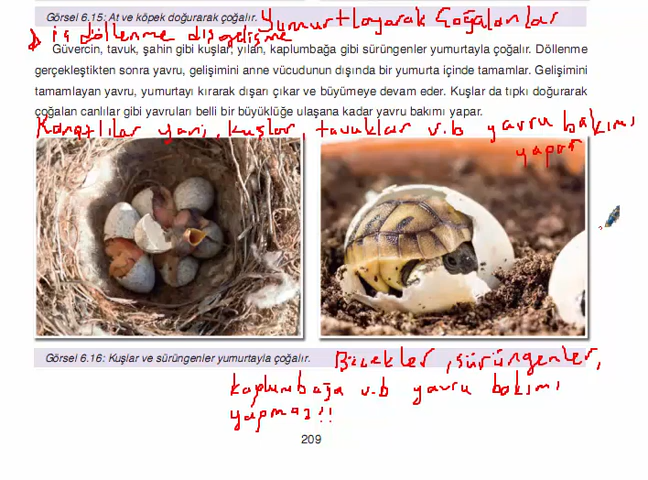 Görsel 6.15: At ve köpek doğurarak çoğalır. Yumurtlayarak Çoğalanlar
iç döllenme dış gelişme
Güvercin, tavuk, şahin gibi kuşlar, yılan, kaplumbağa gibi sürüngenler yumurtayla çoğalır. Döllenme
gerçekleştikten sonra yavru, gelişimini anne vücudunun dışında bir yumurta içinde tamamlar. Gelişimini
tamamlayan yavru, yumurtayı kırarak dışarı çıkar ve büyümeye devam eder. Kuşlar da tıpkı doğurarak
çoğalan canlılar gibi yavruları belli bir büyüklüğe ulaşana kadar yavru bakımı yapar.
Kanatlılar yani, kuşlar, tavuklar v.b yavru bakımı
yapar
Görsel 6.16: Kuşlar ve sürüngenler yumurtayla çoğalır. Böcekler, sürüngenler,
kaplumbağa v.b yavru bakımı
yapmaz!!
209